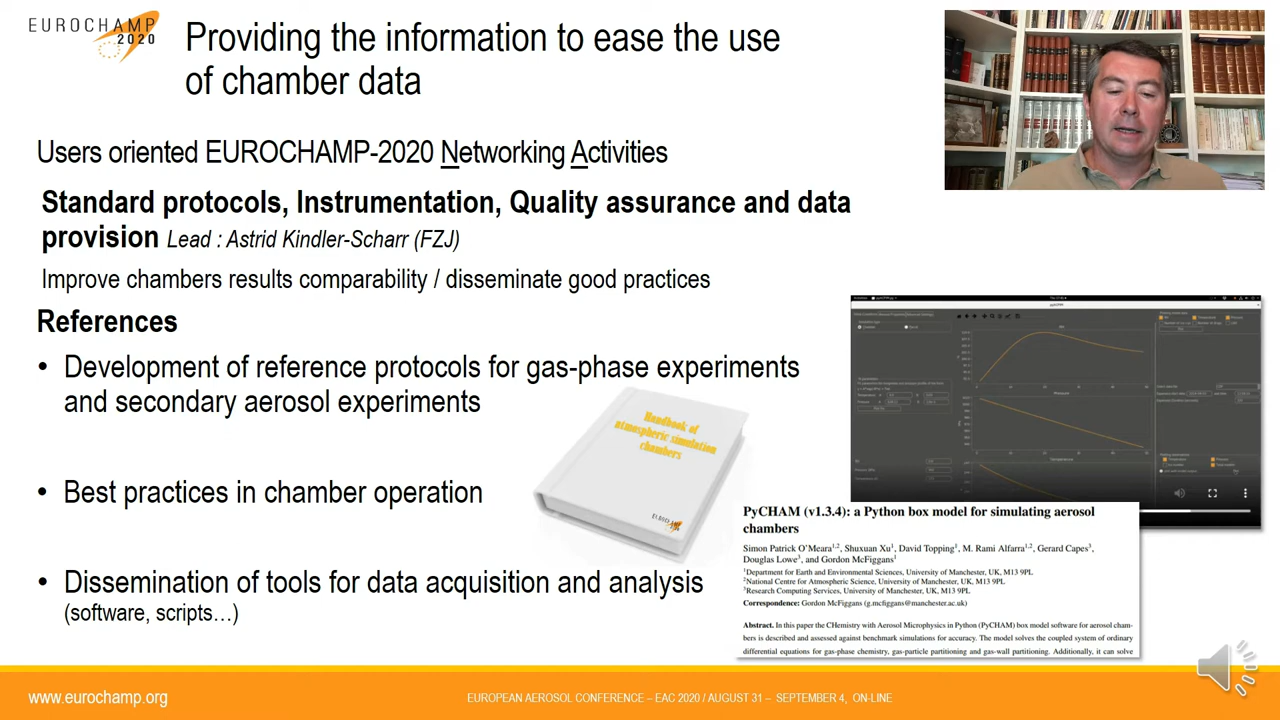 EUROCHAMP
2020
Providing the information to ease the use
of chamber data
Users oriented EUROCHAMP-2020 Networking Activities
Standard protocols, Instrumentation, Quality assurance and data
provision Lead : Astrid Kindler-Scharr (FZJ)
Improve chambers results comparability / disseminate good practices
References
• Development of reference protocols for gas-phase experiments
and secondary aerosol experiments
Handbook of
atmospheric simulation
chambers
• Best practices in chamber operation
• Dissemination of tools for data acquisition and analysis
(software, scripts…)
PyCHAM (v1.3.4): a Python box model for simulating aerosol
chambers
Simon Patrick O'Meara1,2, Shuxuan Xu1, David Topping1, M. Rami Alfarra1,2, Gerard Capes3,
Douglas Lowe3, and Gordon McFiggans1
1Department for Earth and Environmental Sciences, University of Manchester, UK, M13 9PL
2National Centre for Atmospheric Science, University of Manchester, UK, M13 9PL
3Research Computing Services, University of Manchester, UK, M13 9PL
Correspondence: Gordon McFiggans (g.mcfiggans@manchester.ac.uk)
Abstract. In this paper the CHemistry with Aerosol Microphysics in Python (PyCHAM) box model software for aerosol cham-
bers is described and assessed against benchmark simulations for accuracy. The model solves the coupled system of ordinary
differential equations for gas-phase chemistry, gas-particle partitioning and gas-wall partitioning. Additionally, it can solve
www.eurochamp.org
EUROPEAN AEROSOL CONFERENCE – EAC 2020 / AUGUST 31 – SEPTEMBER 4, ON-LINE